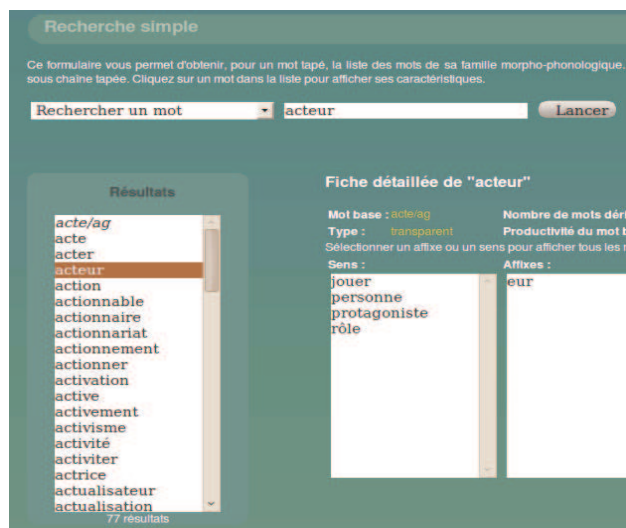 Recherche simple
Ce formulaire vous permet d'obtenir, pour un mot tapé, la liste des mots de sa famille morpho-phonologique.
sous chaîne tapée. Cliquez sur un mot dans la liste pour afficher ses caractéristiques.
Rechercher un mot acteur Lancer
Résultats
acte/ag
acte
acter
acteur
action
actionnable
actionnaire
actionnariat
actionnement
actionner
activation
active
activement
activisme
activité
activiter
actrice
actualisateur
actualisation
77 résultats
Fiche détaillée de "acteur"
Mot base : acte/ag Nombre de mots déri
Type : transparent Productivité du mot b
Sélectionner un affixe ou un sens pour afficher tous les
Sens : Affixes :
jouer eur
personne
protagoniste
rôle